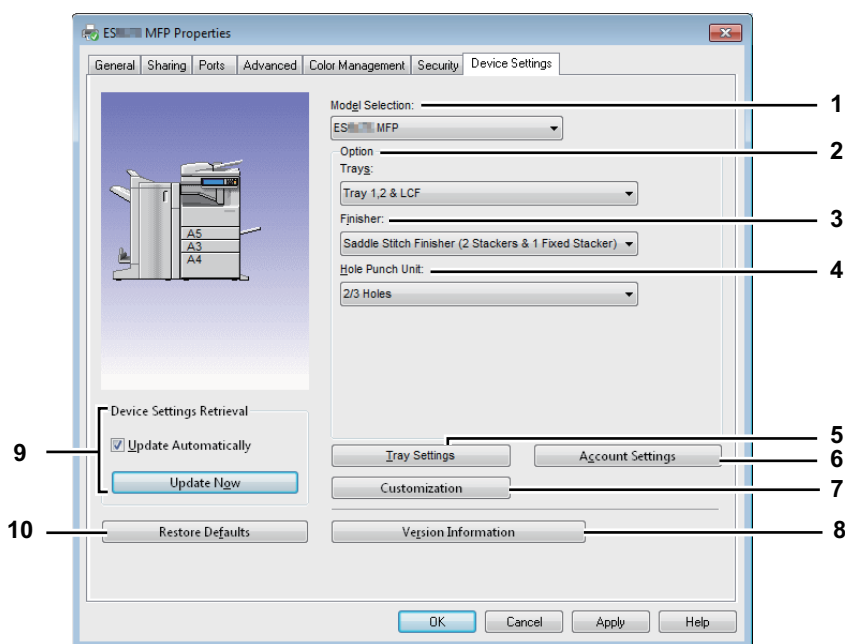 ES MFP Properties
General Sharing Ports Advanced Color Management Security Device Settings
Model Selection:
1
ES MFP
Option
2
Trays:
Tray 1,2 & LCF
Finisher:
3
Saddle Stitch Finisher (2 Stackers & 1 Fixed Stacker)
Hole Punch Unit:
4
2/3 Holes
A5
A3
A4
Device Settings Retrieval
9
Update Automatically
Update Now
5
Tray Settings
Account Settings
6
Customization
7
10
Restore Defaults
Version Information
8
OK Cancel Apply Help